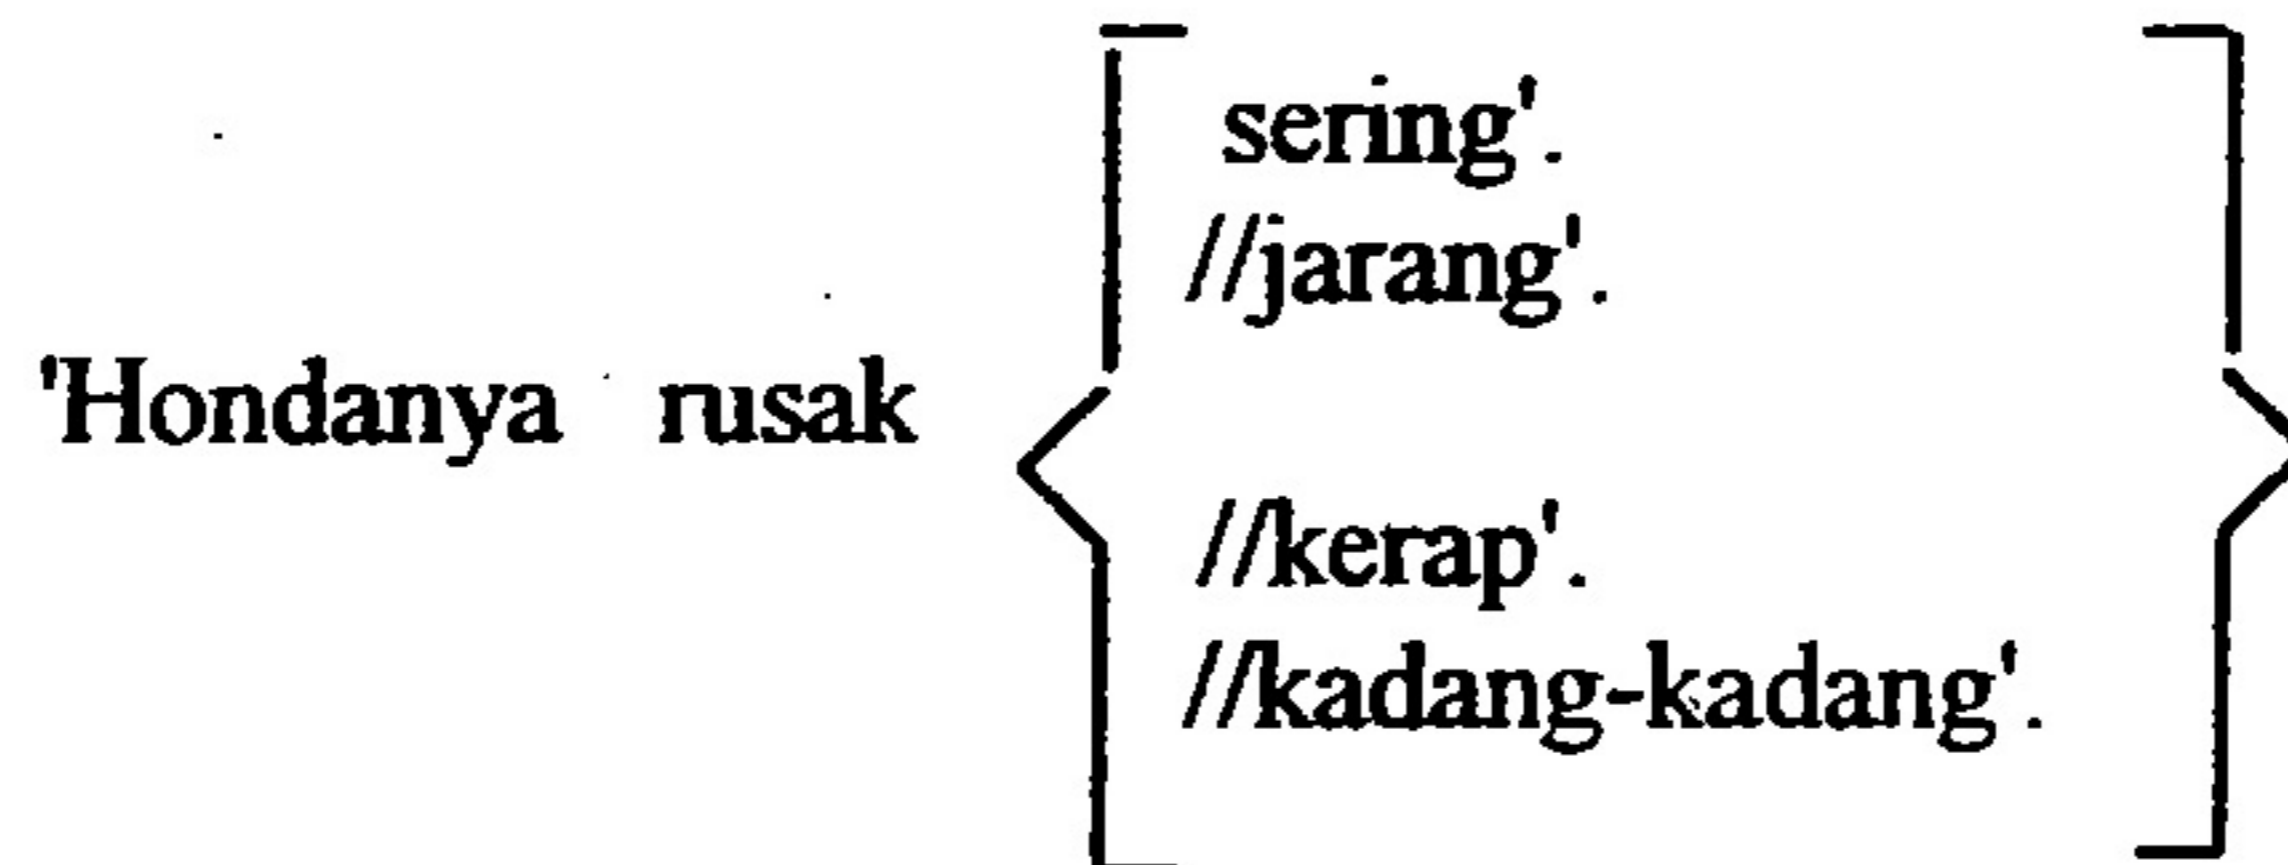 sering'.
//jarang'.
'Hondanya rusak
//kerap'.
//kadang-kadang'.